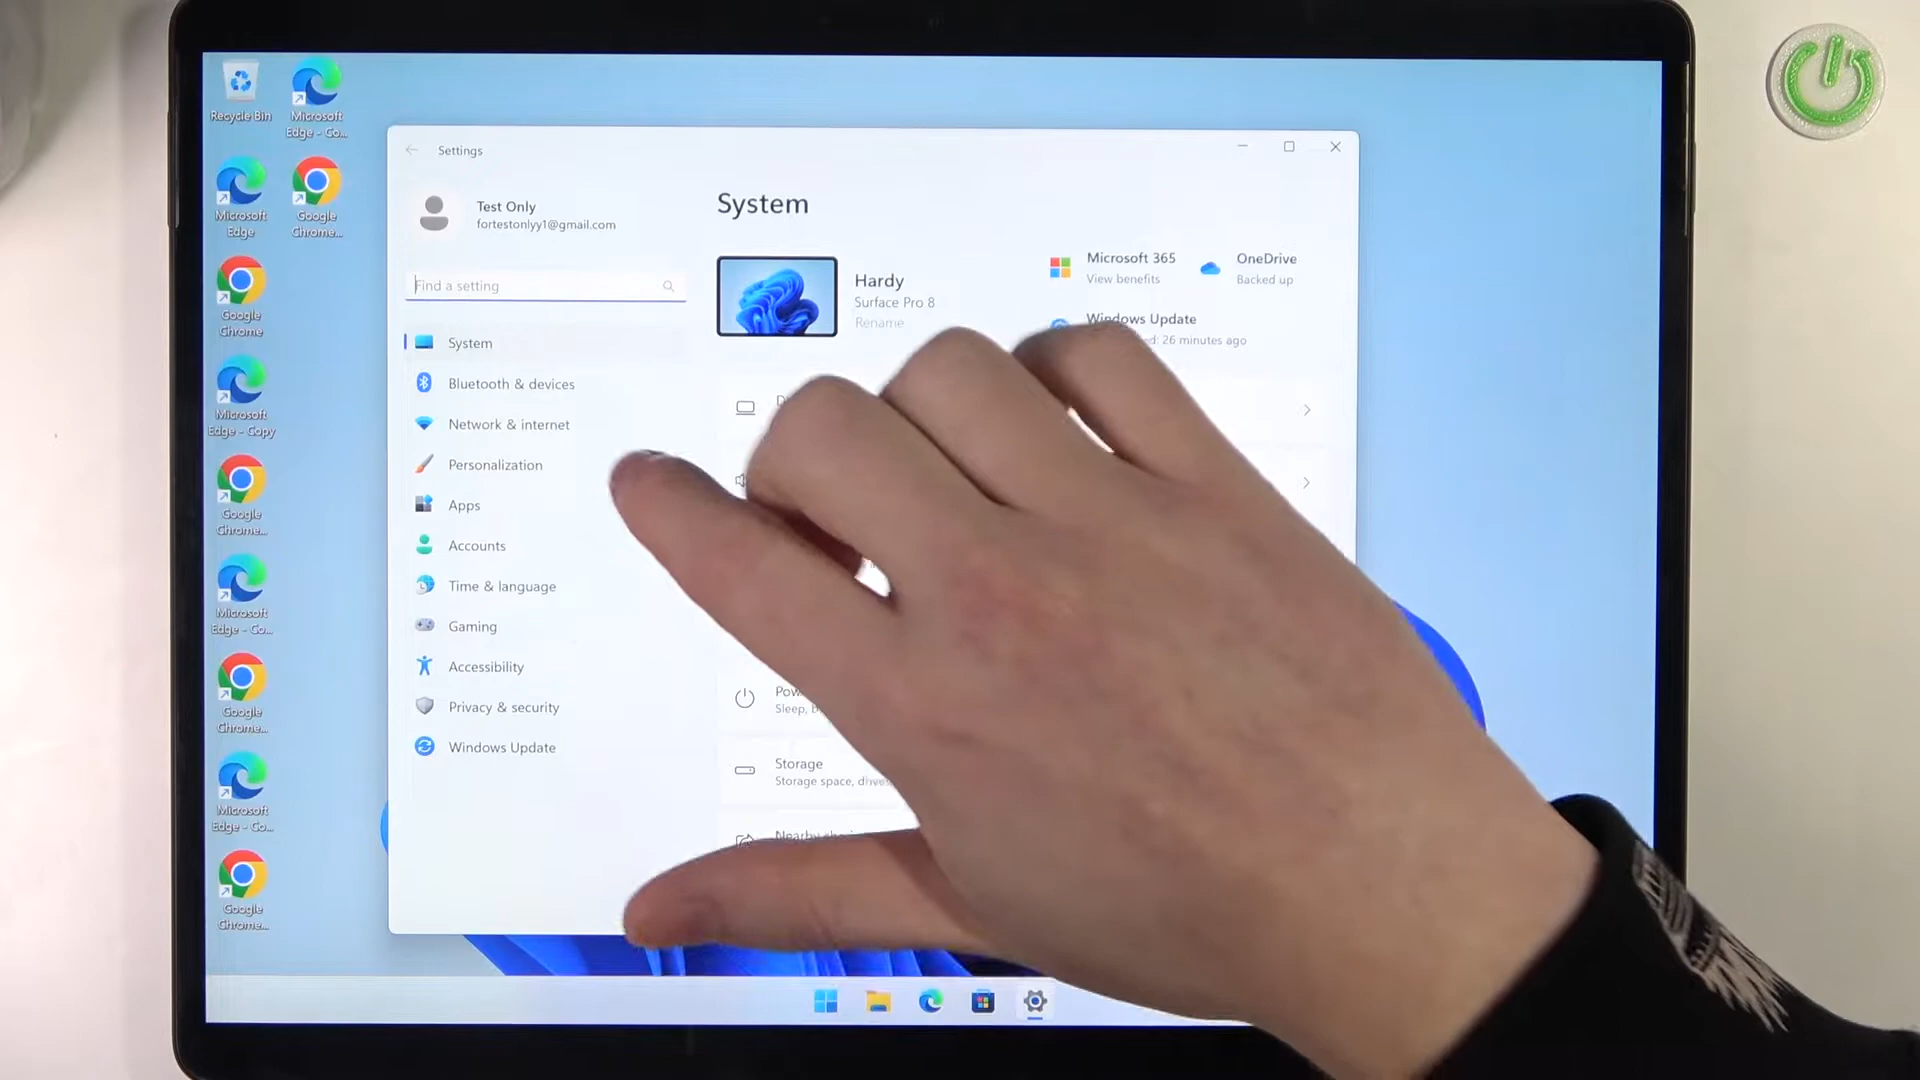 Recycle Bin
Microsoft
Edge - Co...
Microsoft
Edge
Google
Chrome...
Google
Chrome
Microsoft
Edge - Copy
Google
Chrome...
Microsoft
Edge - Co...
Google
Chrome...
Microsoft
Edge - Co...
Google
Chrome...
Settings
Test Only
fortestonlyy1@gmail.com
Find a setting
System
Bluetooth & devices
Network & internet
Personalization
Apps
Accounts
Time & language
Gaming
Accessibility
Privacy & security
Windows Update
System
Hardy
Surface Pro 8
Rename
Microsoft 365
View benefits
OneDrive
Backed up
Windows Update
26 minutes ago
Sleep,
Storage
Storage space, drives
Nearby